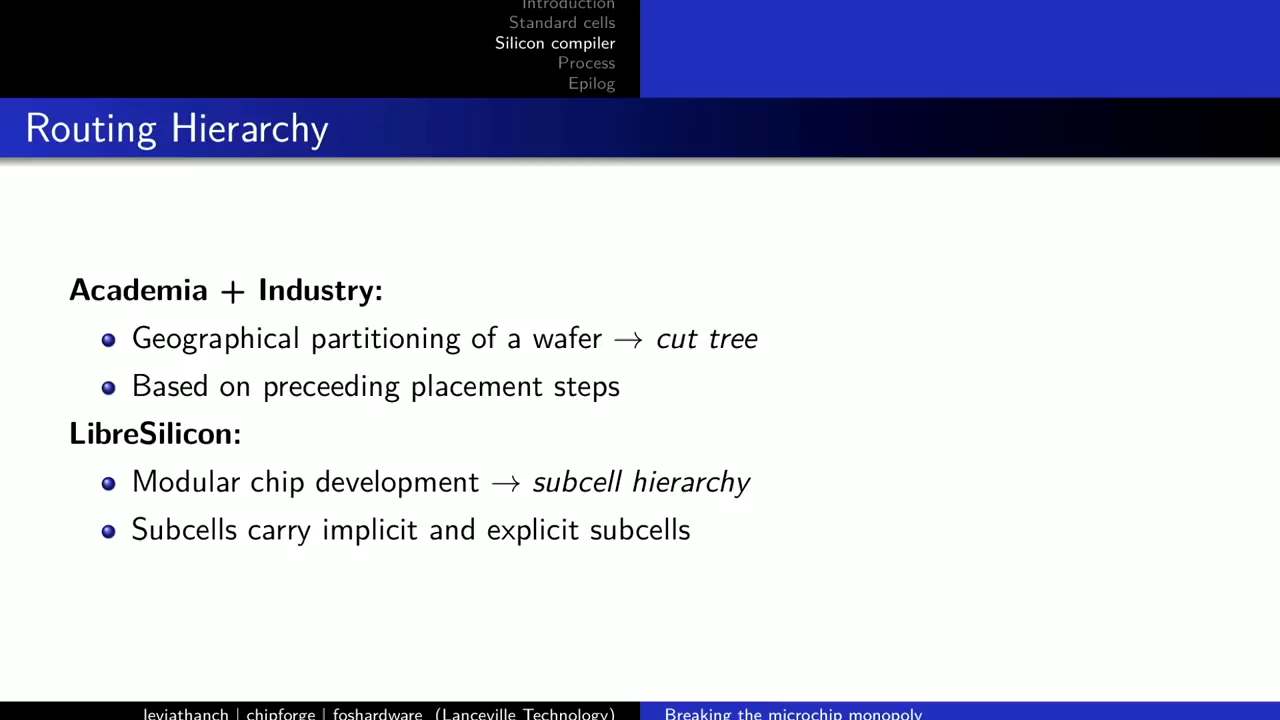 Introduction
Standard cells
Silicon compiler
Process
Epilog
Routing Hierarchy
Academia + Industry:
Geographical partitioning of a wafer → cut tree
Based on preceeding placement steps
LibreSilicon:
Modular chip development → subcell hierarchy
Subcells carry implicit and explicit subcells
leviathanch | chipforge | foshardware (Lanceville Technology)
Breaking the microchip monopoly